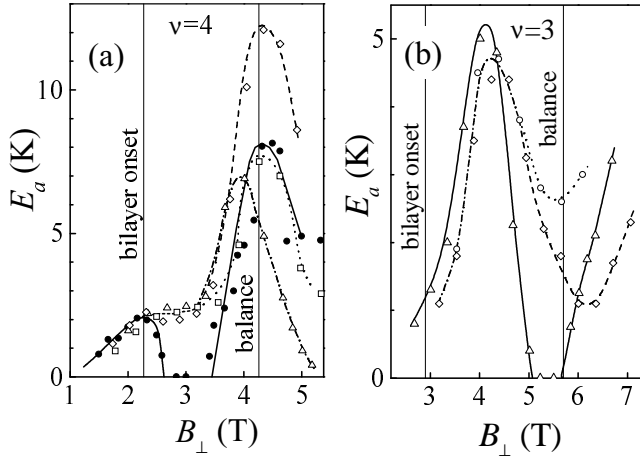 ν=4
(a)
10
5
0
E_a (K)
bilayer onset
balance
1 2 3 4 5
B_⊥ (T)
ν=3
(b)
5
0
E_a (K)
bilayer onset
balance
2 3 4 5 6 7
B_⊥ (T)